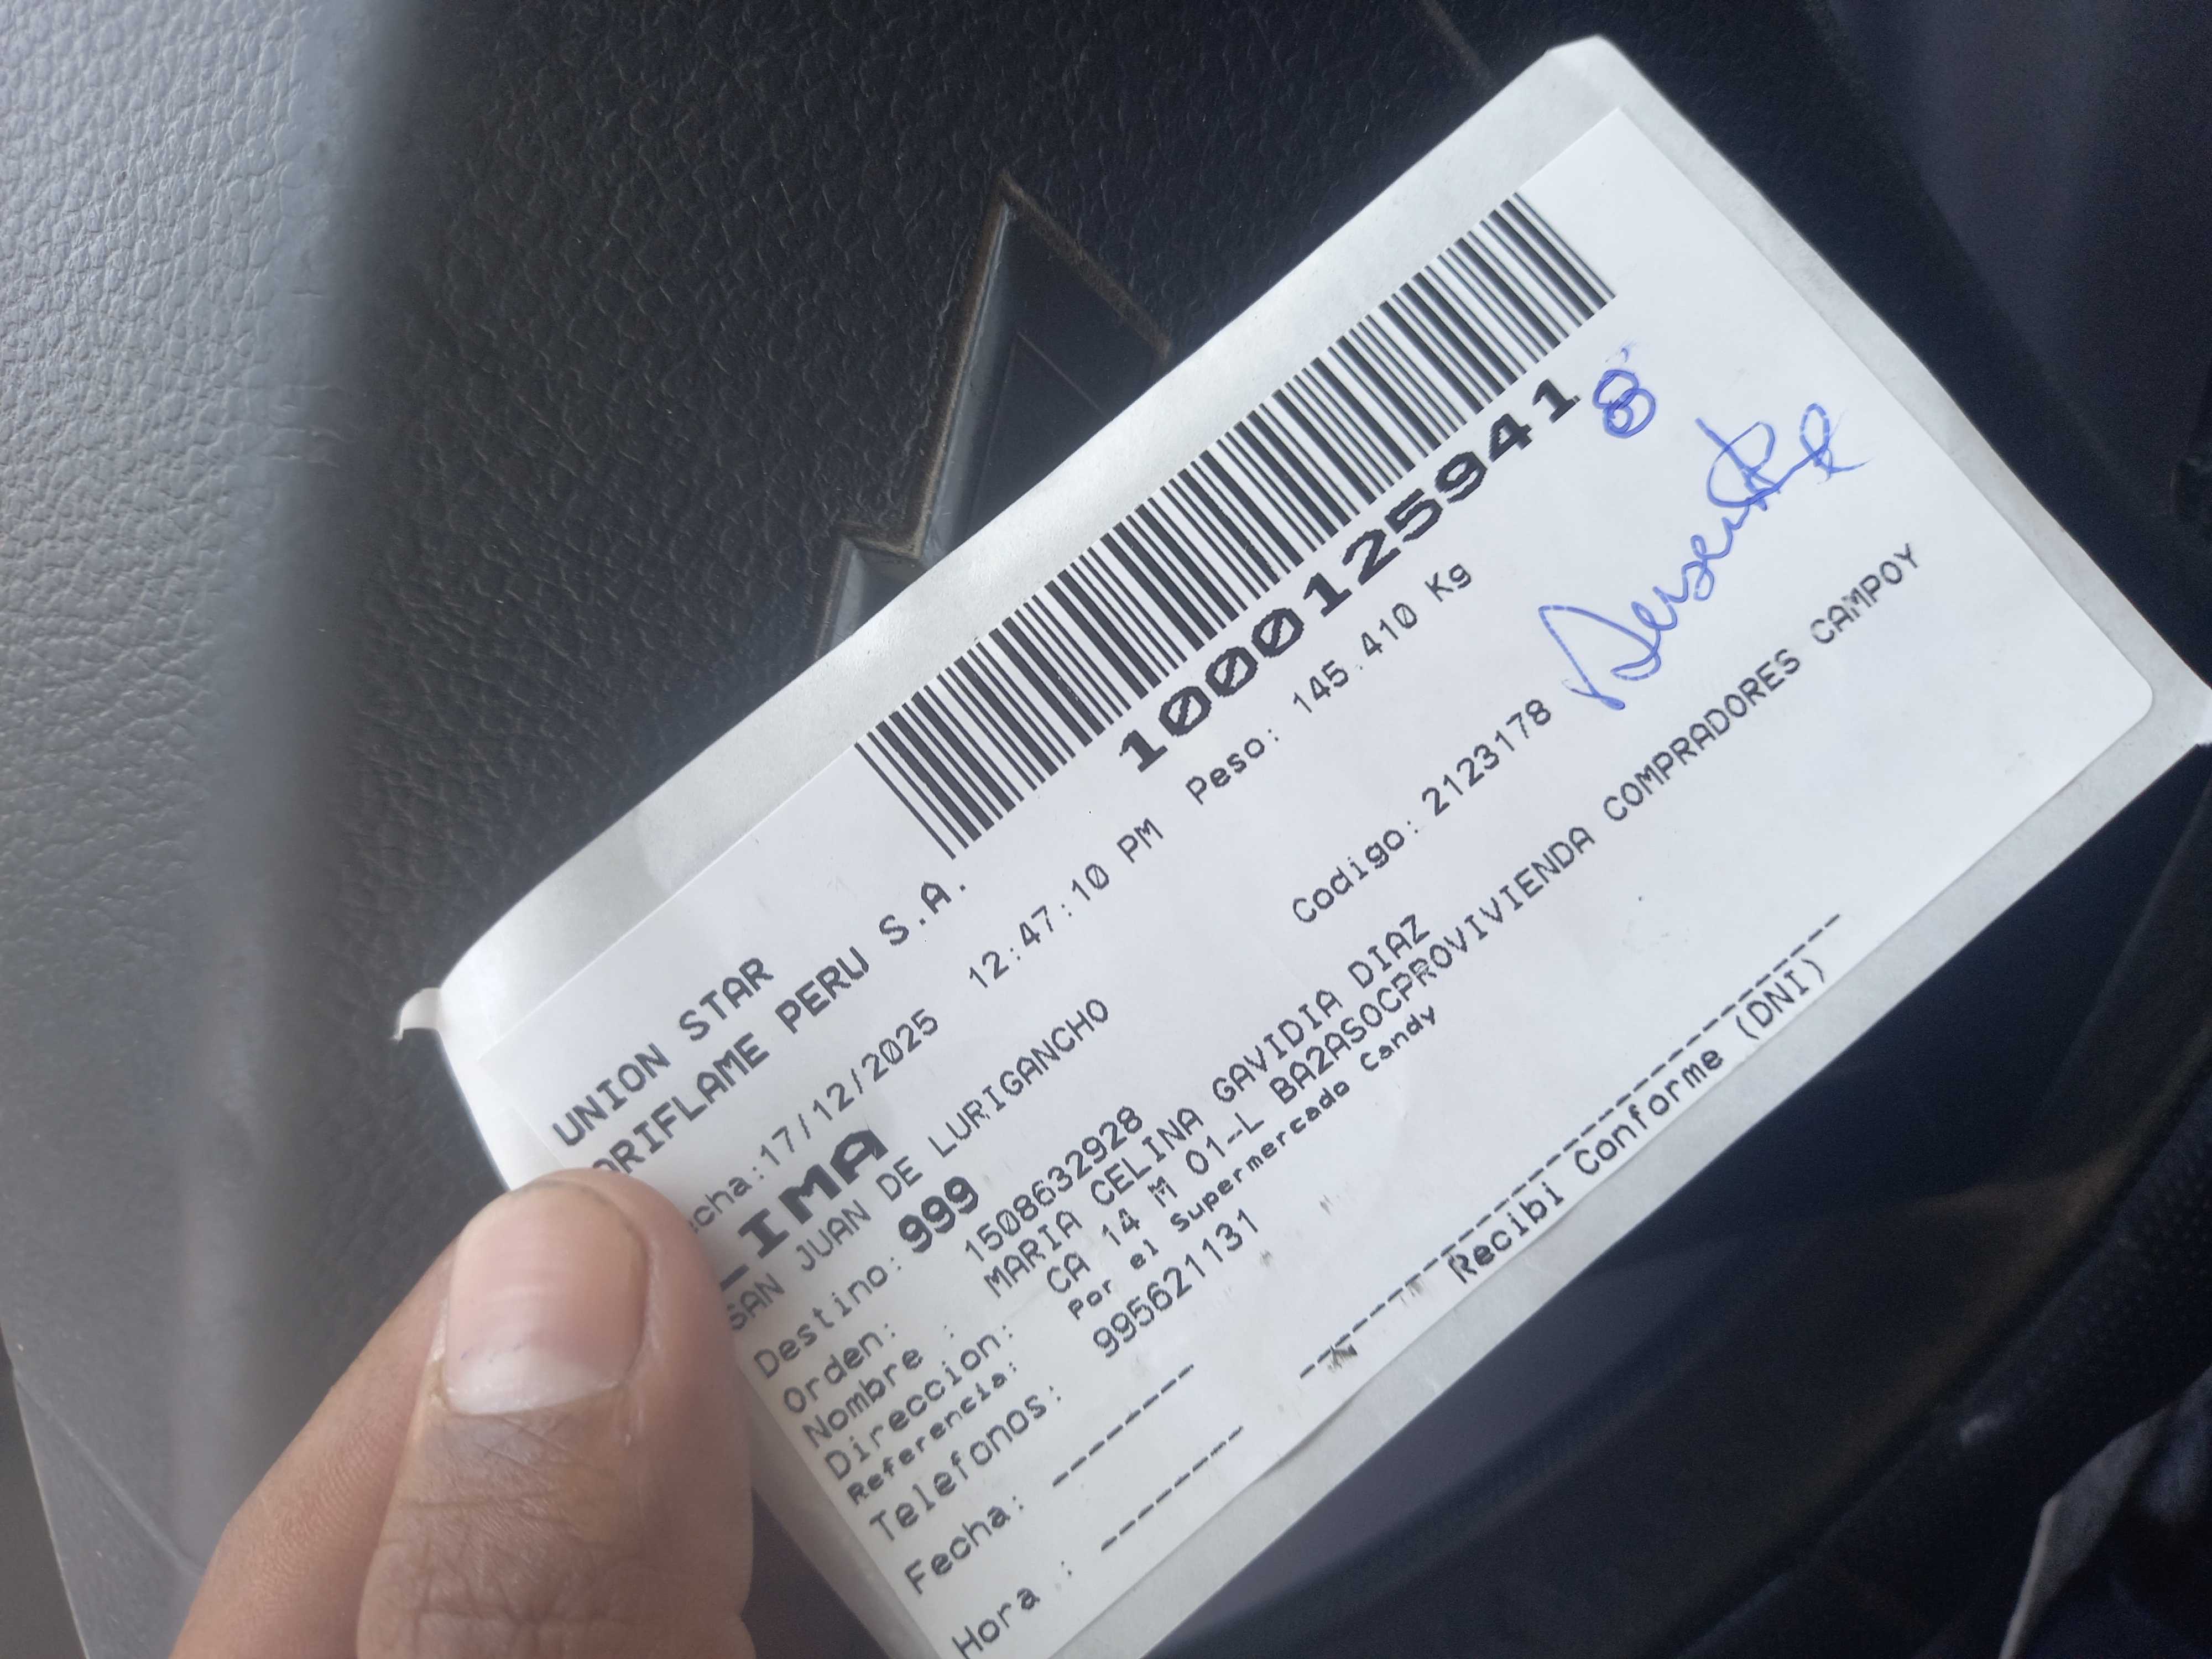 UNION STAR
ORIFLAME PERU S.A.
10001259418
echa:17/12/2025 12:47:10 PM Peso: 145.410 Kg
LIMA
SAN JUAN DE LURIGANCHO
Destino: 999
Orden: 1508632928 Codigo: 2123178
Nombre : MARIA CELINA GAVIDIA DIAZ
Direccion: CA 14 M 01-L BA2ASOCPROVIVIENDA COMPRADORES CAMPOY
Referencia: Por el Supermercado Candy
Telefonos: 995621131
Fecha: -------
Hora : -------
Recibi Conforme (DNI)